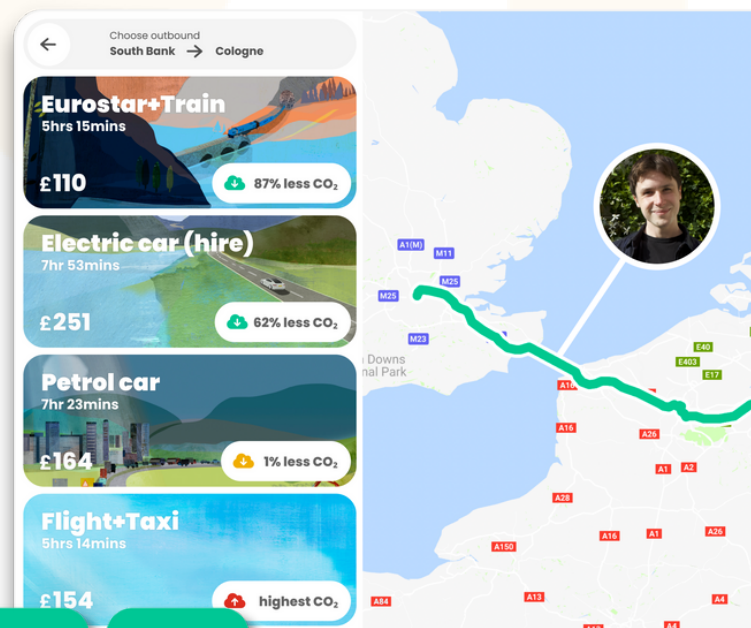 Choose outbound
South Bank → Cologne
Eurostar+Train
5hrs 15mins
£110
87% less CO₂
Electric car (hire)
7hr 53mins
£251
62% less CO₂
Petrol car
7hr 23mins
£164
1% less CO₂
Flight+Taxi
5hrs 14mins
£154
highest CO₂
A1(M)
M11
M25
M25
M23
Downs
nal Park
E40
E403
E17
A16
A16
A26
A1
A2
A28
A16
A1
A26
A150
A84
A13
A4
A4